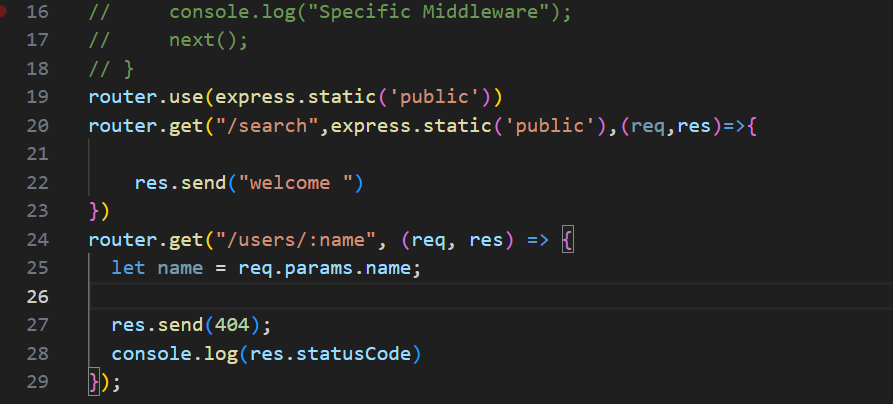 16 //     console.log("Specific Middleware");
17 //     next();
18 // }
19 router.use(express.static('public'))
20 router.get("/search",express.static('public'),(req,res)=>{
21
22     res.send("welcome ")
23 })
24 router.get("/users/:name", (req, res) => {
25   let name = req.params.name;
26
27   res.send(404);
28   console.log(res.statusCode)
29 });